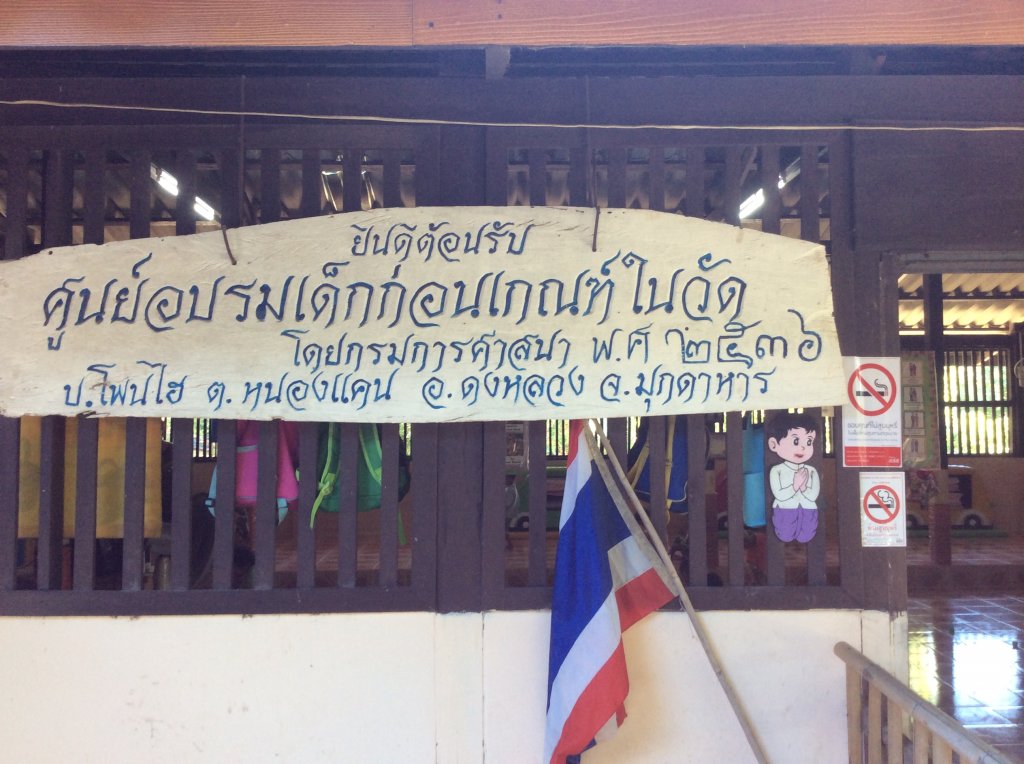 ยินดีต้อนรับ
ศูนย์อบรมเด็กก่อนเกณฑ์ในวัด
โดยกรมการศาสนา พ.ศ ๒๕๓๖
บ.โพนไฮ ต.หนองแคน อ.ดงหลวง จ.มุกดาหาร